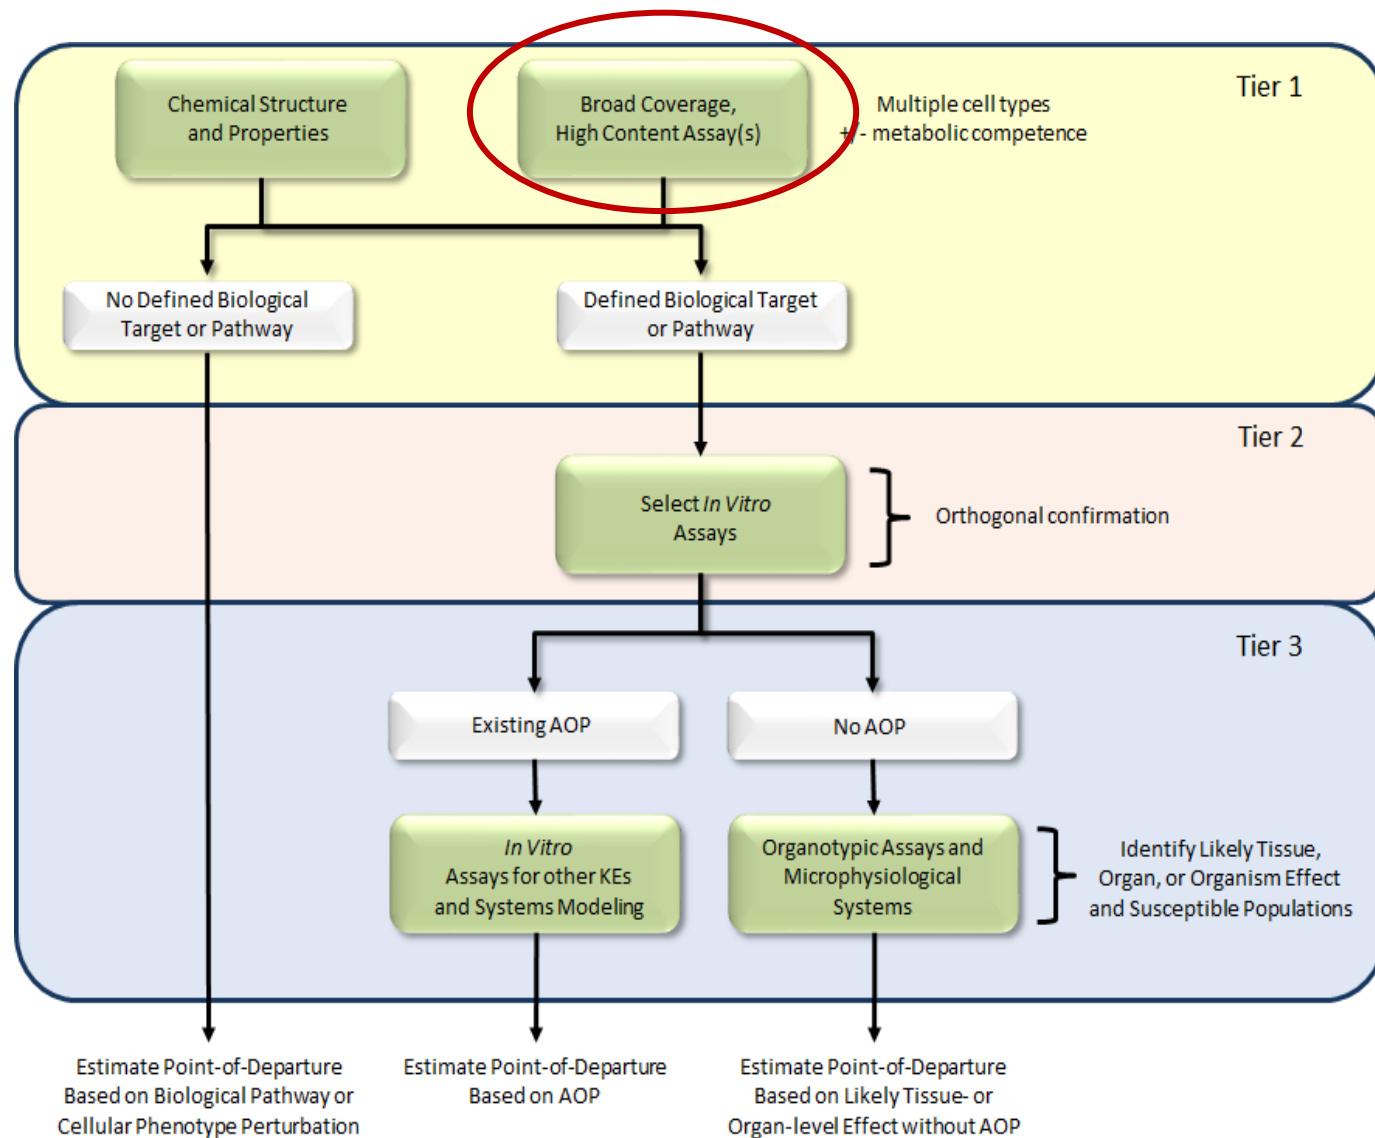 Tier 1
Chemical Structure
and Properties
Broad Coverage,
High Content Assay(s)
Multiple cell types
+/- metabolic competence
No Defined Biological
Target or Pathway
Defined Biological Target
or Pathway
Tier 2
Select In Vitro
Assays
Orthogonal confirmation
Tier 3
Existing AOP
No AOP
In Vitro
Assays for other KEs
and Systems Modeling
Organotypic Assays and
Microphysiological
Systems
Identify Likely Tissue,
Organ, or Organism Effect
and Susceptible Populations
Estimate Point-of-Departure
Based on Biological Pathway or
Cellular Phenotype Perturbation
Estimate Point-of-Departure
Based on AOP
Estimate Point-of-Departure
Based on Likely Tissue- or
Organ-level Effect without AOP